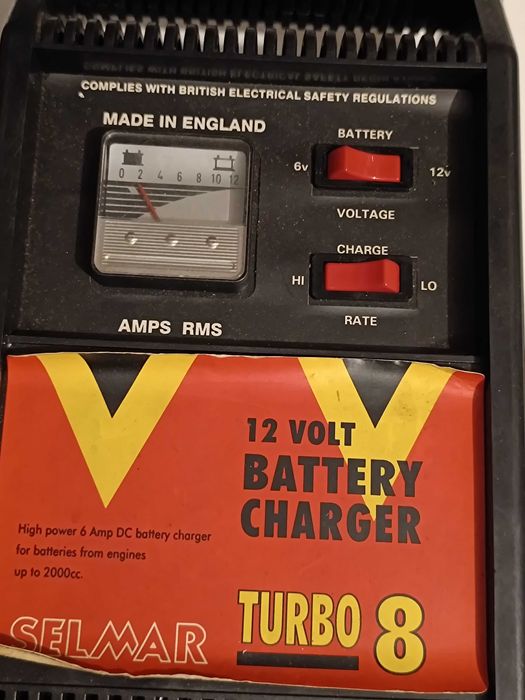 COMPLIES WITH BRITISH ELECTRICAL SAFETY REGULATIONS
MADE IN ENGLAND
0 2 4 6 8 10 12
AMPS RMS
BATTERY
6v 12v
VOLTAGE
CHARGE
HI LO
RATE
12 VOLT
BATTERY
CHARGER
High power 6 Amp DC battery charger
for batteries from engines
up to 2000cc.
SELMAR
TURBO 8